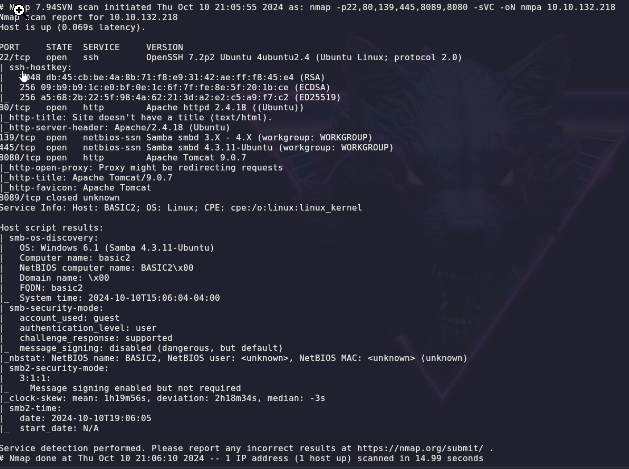 # N ap 7.94SVN scan initiated Thu Oct 10 21:05:55 2024 as: nmap -p22,80,139,445,8089,8080 -sVC -oN nmpa 10.10.132.218
Nmap scan report for 10.10.132.218
Host is up (0.069s latency).
PORT STATE SERVICE VERSION
22/tcp open ssh OpenSSH 7.2p2 Ubuntu 4ubuntu2.4 (Ubuntu Linux; protocol 2.0)
| ssh-hostkey:
| 048 db:45:cb:be:4a:8b:71:f8:e9:31:42:ae:ff:f8:45:e4 (RSA)
| 256 09:b9:b9:1c:e0:bf:0e:1c:6f:7f:fe:8e:5f:20:1b:ce (ECDSA)
|_ 256 a5:68:2b:22:5f:98:4a:62:21:3d:a2:e2:c5:a9:f7:c2 (ED25519)
80/tcp open http Apache httpd 2.4.18 ((Ubuntu))
|_http-title: Site doesn't have a title (text/html).
|_http-server-header: Apache/2.4.18 (Ubuntu)
139/tcp open netbios-ssn Samba smbd 3.X - 4.X (workgroup: WORKGROUP)
445/tcp open netbios-ssn Samba smbd 4.3.11-Ubuntu (workgroup: WORKGROUP)
8080/tcp open http Apache Tomcat 9.0.7
|_http-open-proxy: Proxy might be redirecting requests
|_http-title: Apache Tomcat/9.0.7
|_http-favicon: Apache Tomcat
8089/tcp closed unknown
Service Info: Host: BASIC2; OS: Linux; CPE: cpe:/o:linux:linux_kernel
Host script results:
| smb-os-discovery:
| OS: Windows 6.1 (Samba 4.3.11-Ubuntu)
| Computer name: basic2
| NetBIOS computer name: BASIC2\x00
| Domain name: \x00
| FQDN: basic2
|_ System time: 2024-10-10T15:06:04-04:00
| smb-security-mode:
| account_used: guest
| authentication_level: user
| challenge_response: supported
|_ message_signing: disabled (dangerous, but default)
|_nbstat: NetBIOS name: BASIC2, NetBIOS user: <unknown>, NetBIOS MAC: <unknown> (unknown)
| smb2-security-mode:
| 3:1:1:
|_ Message signing enabled but not required
|_clock-skew: mean: 1h19m56s, deviation: 2h18m34s, median: -3s
| smb2-time:
| date: 2024-10-10T19:06:05
|_ start_date: N/A
Service detection performed. Please report any incorrect results at https://nmap.org/submit/ .
# Nmap done at Thu Oct 10 21:06:10 2024 -- 1 IP address (1 host up) scanned in 14.99 seconds